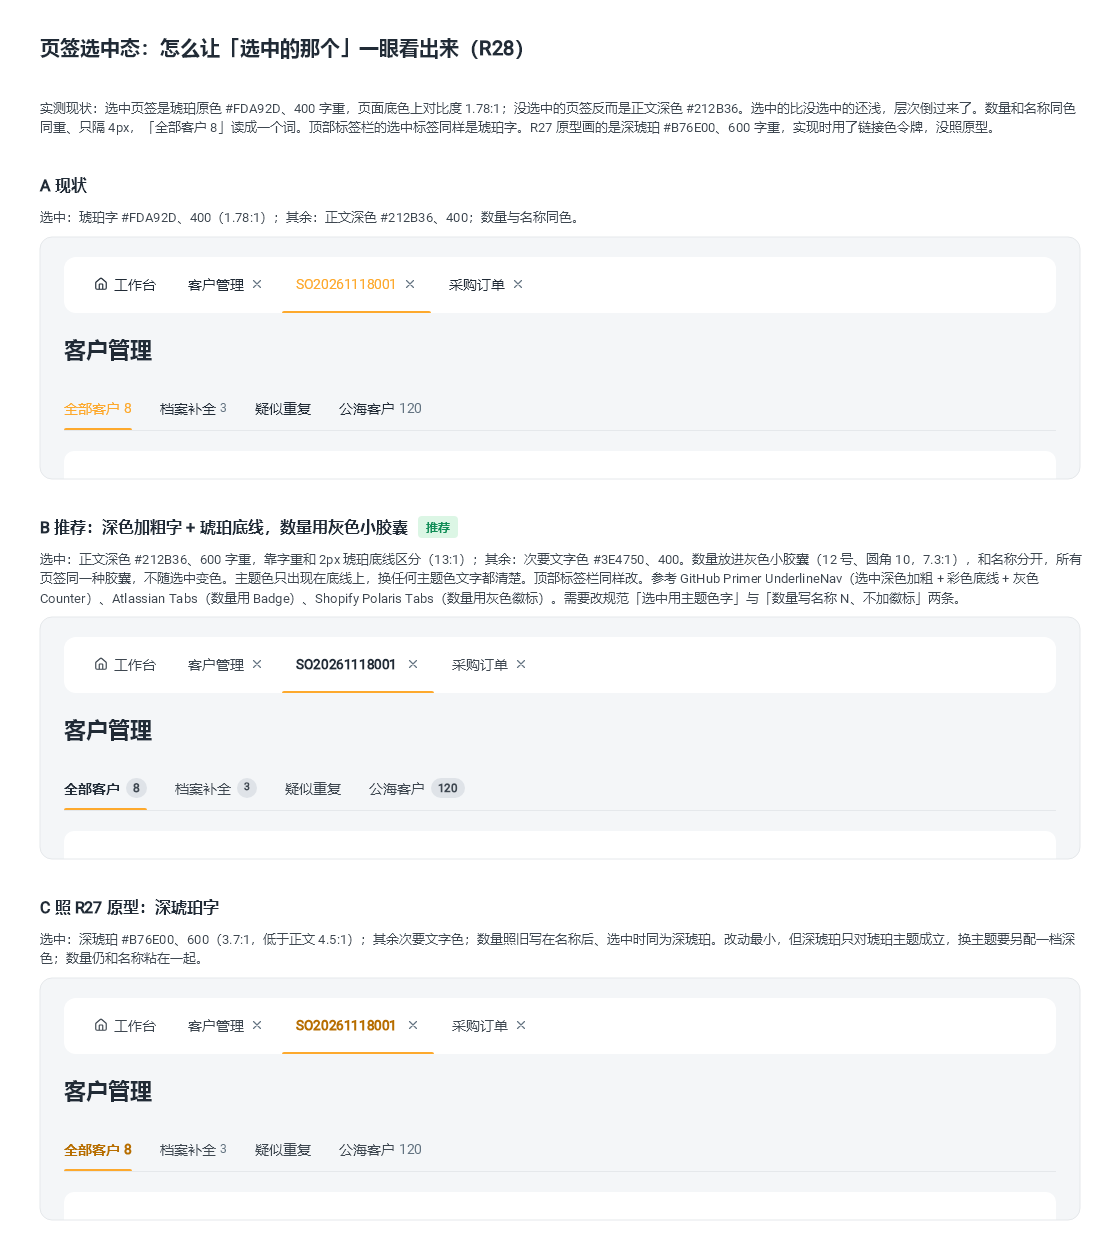 页签选中态：怎么让「选中的那个」一眼看出来（R28）
实测现状：选中页签是琥珀原色 #FDA92D、400 字重，页面底色上对比度 1.78:1；没选中的页签反而是正文深色 #212B36。选中的比没选中的还浅，层次倒过来了。数量和名称同色
同重、只隔 4px，「全部客户 8」读成一个词。顶部标签栏的选中标签同样是琥珀字。R27 原型画的是深琥珀 #B76E00、600 字重，实现时用了链接色令牌，没照原型。
A 现状
选中：琥珀字 #FDA92D、400（1.78:1）；其余：正文深色 #212B36、400；数量与名称同色。
工作台 客户管理 SO20261118001 采购订单
客户管理
全部客户 8 档案补全 3 疑似重复 公海客户 120
B 推荐：深色加粗字 + 琥珀底线，数量用灰色小胶囊 推荐
选中：正文深色 #212B36、600 字重，靠字重和 2px 琥珀底线区分（13:1）；其余：次要文字色 #3E4750、400。数量放进灰色小胶囊（12 号、圆角 10，7.3:1），和名称分开，所有
页签同一种胶囊，不随选中变色。主题色只出现在底线上，换任何主题色文字都清楚。顶部标签栏同样改。参考 GitHub Primer UnderlineNav（选中深色加粗 + 彩色底线 + 灰色
Counter）、Atlassian Tabs（数量用 Badge）、Shopify Polaris Tabs（数量用灰色徽标）。需要改规范「选中用主题色字」与「数量写名称 N、不加徽标」两条。
工作台 客户管理 SO20261118001 采购订单
客户管理
全部客户 8 档案补全 3 疑似重复 公海客户 120
C 照 R27 原型：深琥珀字
选中：深琥珀 #B76E00、600（3.7:1，低于正文 4.5:1）；其余次要文字色；数量照旧写在名称后、选中时同为深琥珀。改动最小，但深琥珀只对琥珀主题成立，换主题要另配一档深
色；数量仍和名称粘在一起。
工作台 客户管理 SO20261118001 采购订单
客户管理
全部客户 8 档案补全 3 疑似重复 公海客户 120